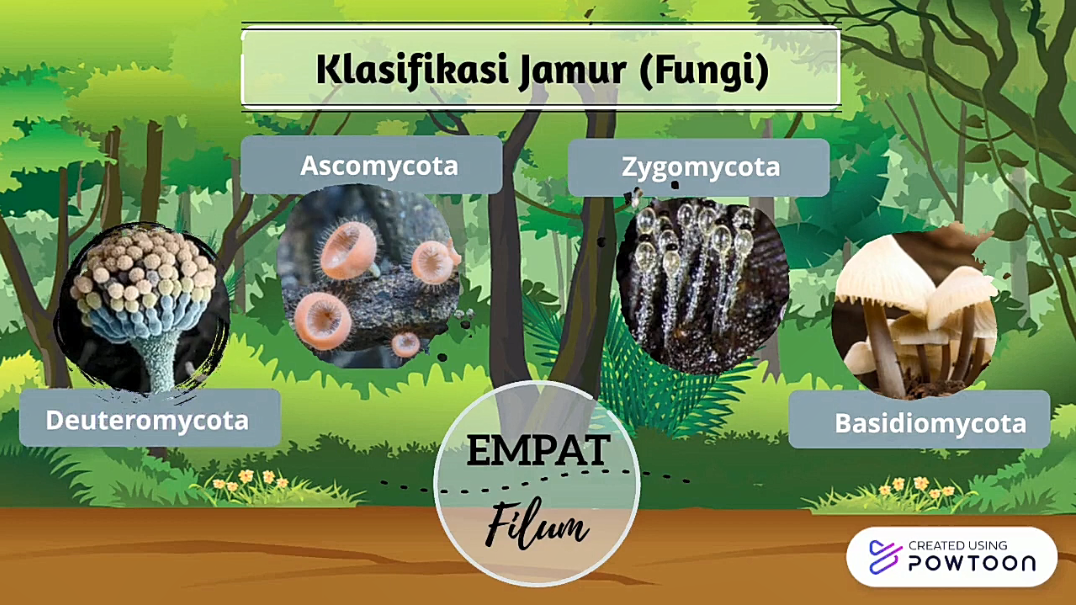 Klasifikasi Jamur (Fungi)
Ascomycota
Zygomycota
Deuteromycota
Basidiomycota
EMPAT
Filum
CREATED USING
POWTOON